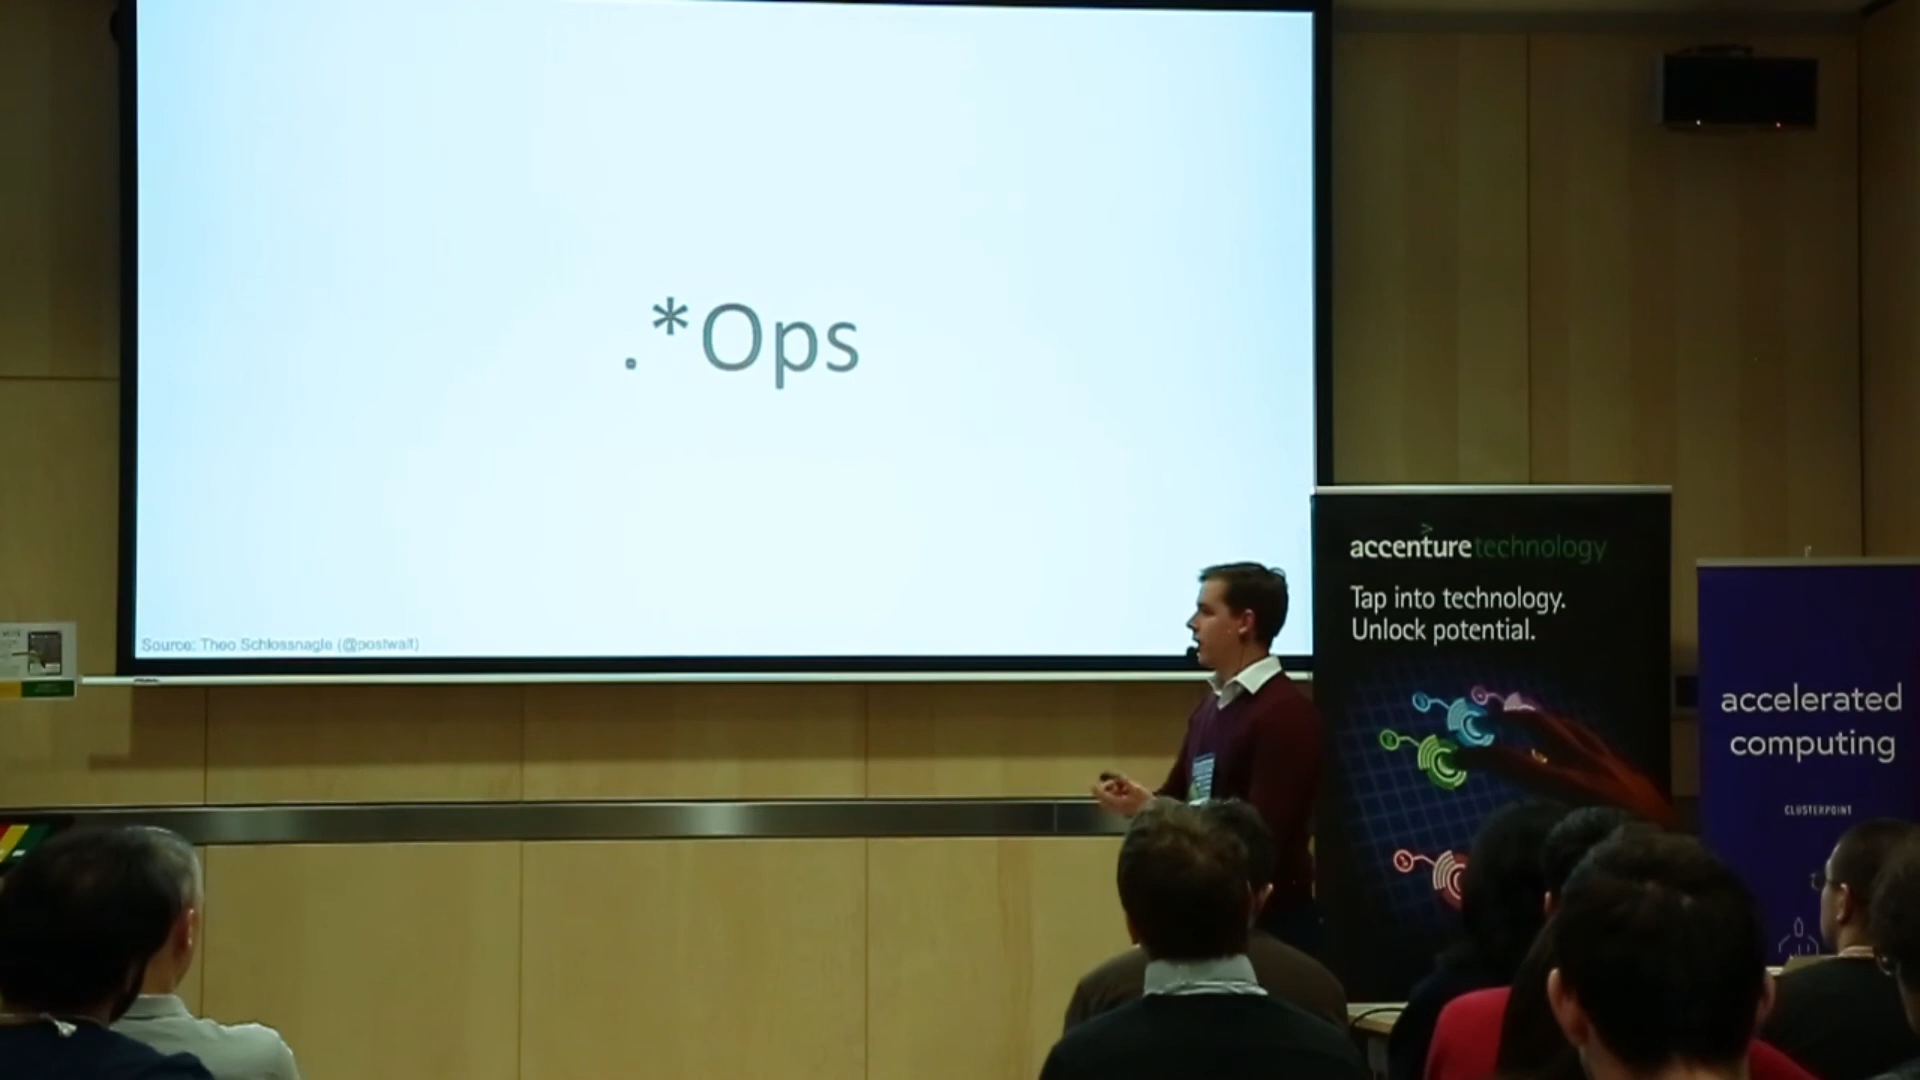 .*Ops
Source: Theo Schlossnagle (@postwait)
accenturetechnology
Tap into technology.
Unlock potential.
accelerated
computing
CLUSTERPOINT